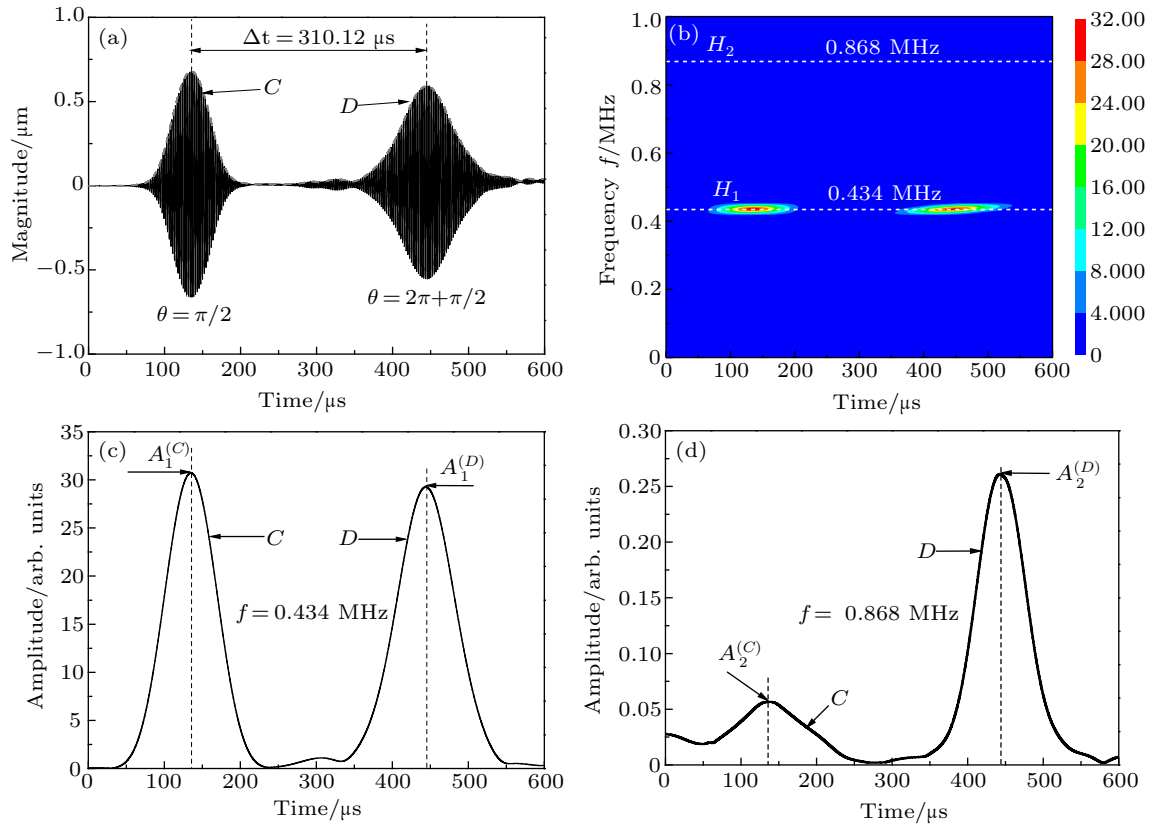 (a)
Δt = 310.12 μs
C
D
θ = π/2
θ = 2π+π/2
1.0
0.5
0
−0.5
−1.0
Magnitude/μm
0 100 200 300 400 500 600
Time/μs
(b)
H₂ 0.868 MHz
H₁ 0.434 MHz
1.0
0.8
0.6
0.4
0.2
0
Frequency f/MHz
0 100 200 300 400 500 600
Time/μs
32.00
28.00
24.00
20.00
16.00
12.00
8.000
4.000
0
(c)
A₁^(C)
A₁^(D)
C
D
f = 0.434 MHz
35
30
25
20
15
10
5
0
Amplitude/arb. units
0 100 200 300 400 500 600
Time/μs
(d)
A₂^(D)
D
f = 0.868 MHz
A₂^(C)
C
0.30
0.25
0.20
0.15
0.10
0.05
0
Amplitude/arb. units
0 100 200 300 400 500 600
Time/μs